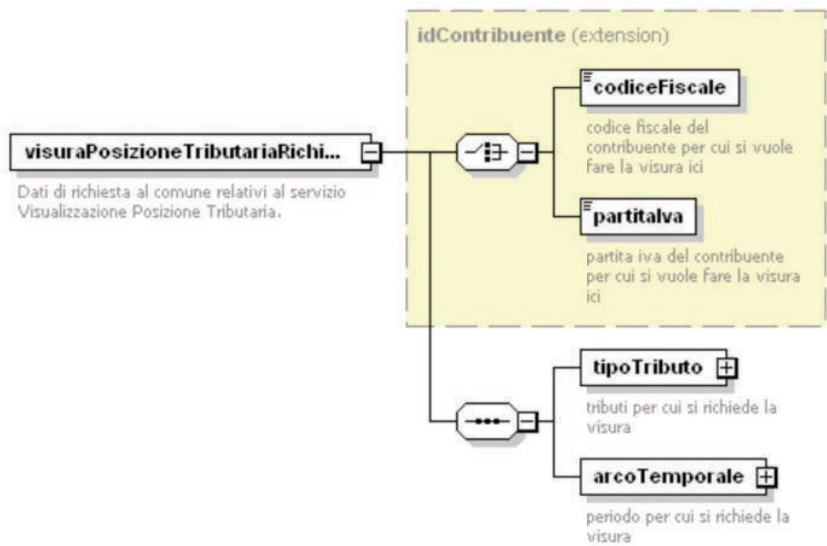 idContribuente (extension)
codiceFiscale
codice fiscale del
contribuente per cui si vuole
fare la visura ici
visuraPosizioneTributariaRichi...
Dati di richiesta al comune relativi al servizio
Visualizzazione Posizione Tributaria.
partitaIva
partita iva del contribuente
per cui si vuole fare la visura
ici
tipoTributo
tributi per cui si richiede la
visura
arcoTemporale
periodo per cui si richiede la
visura